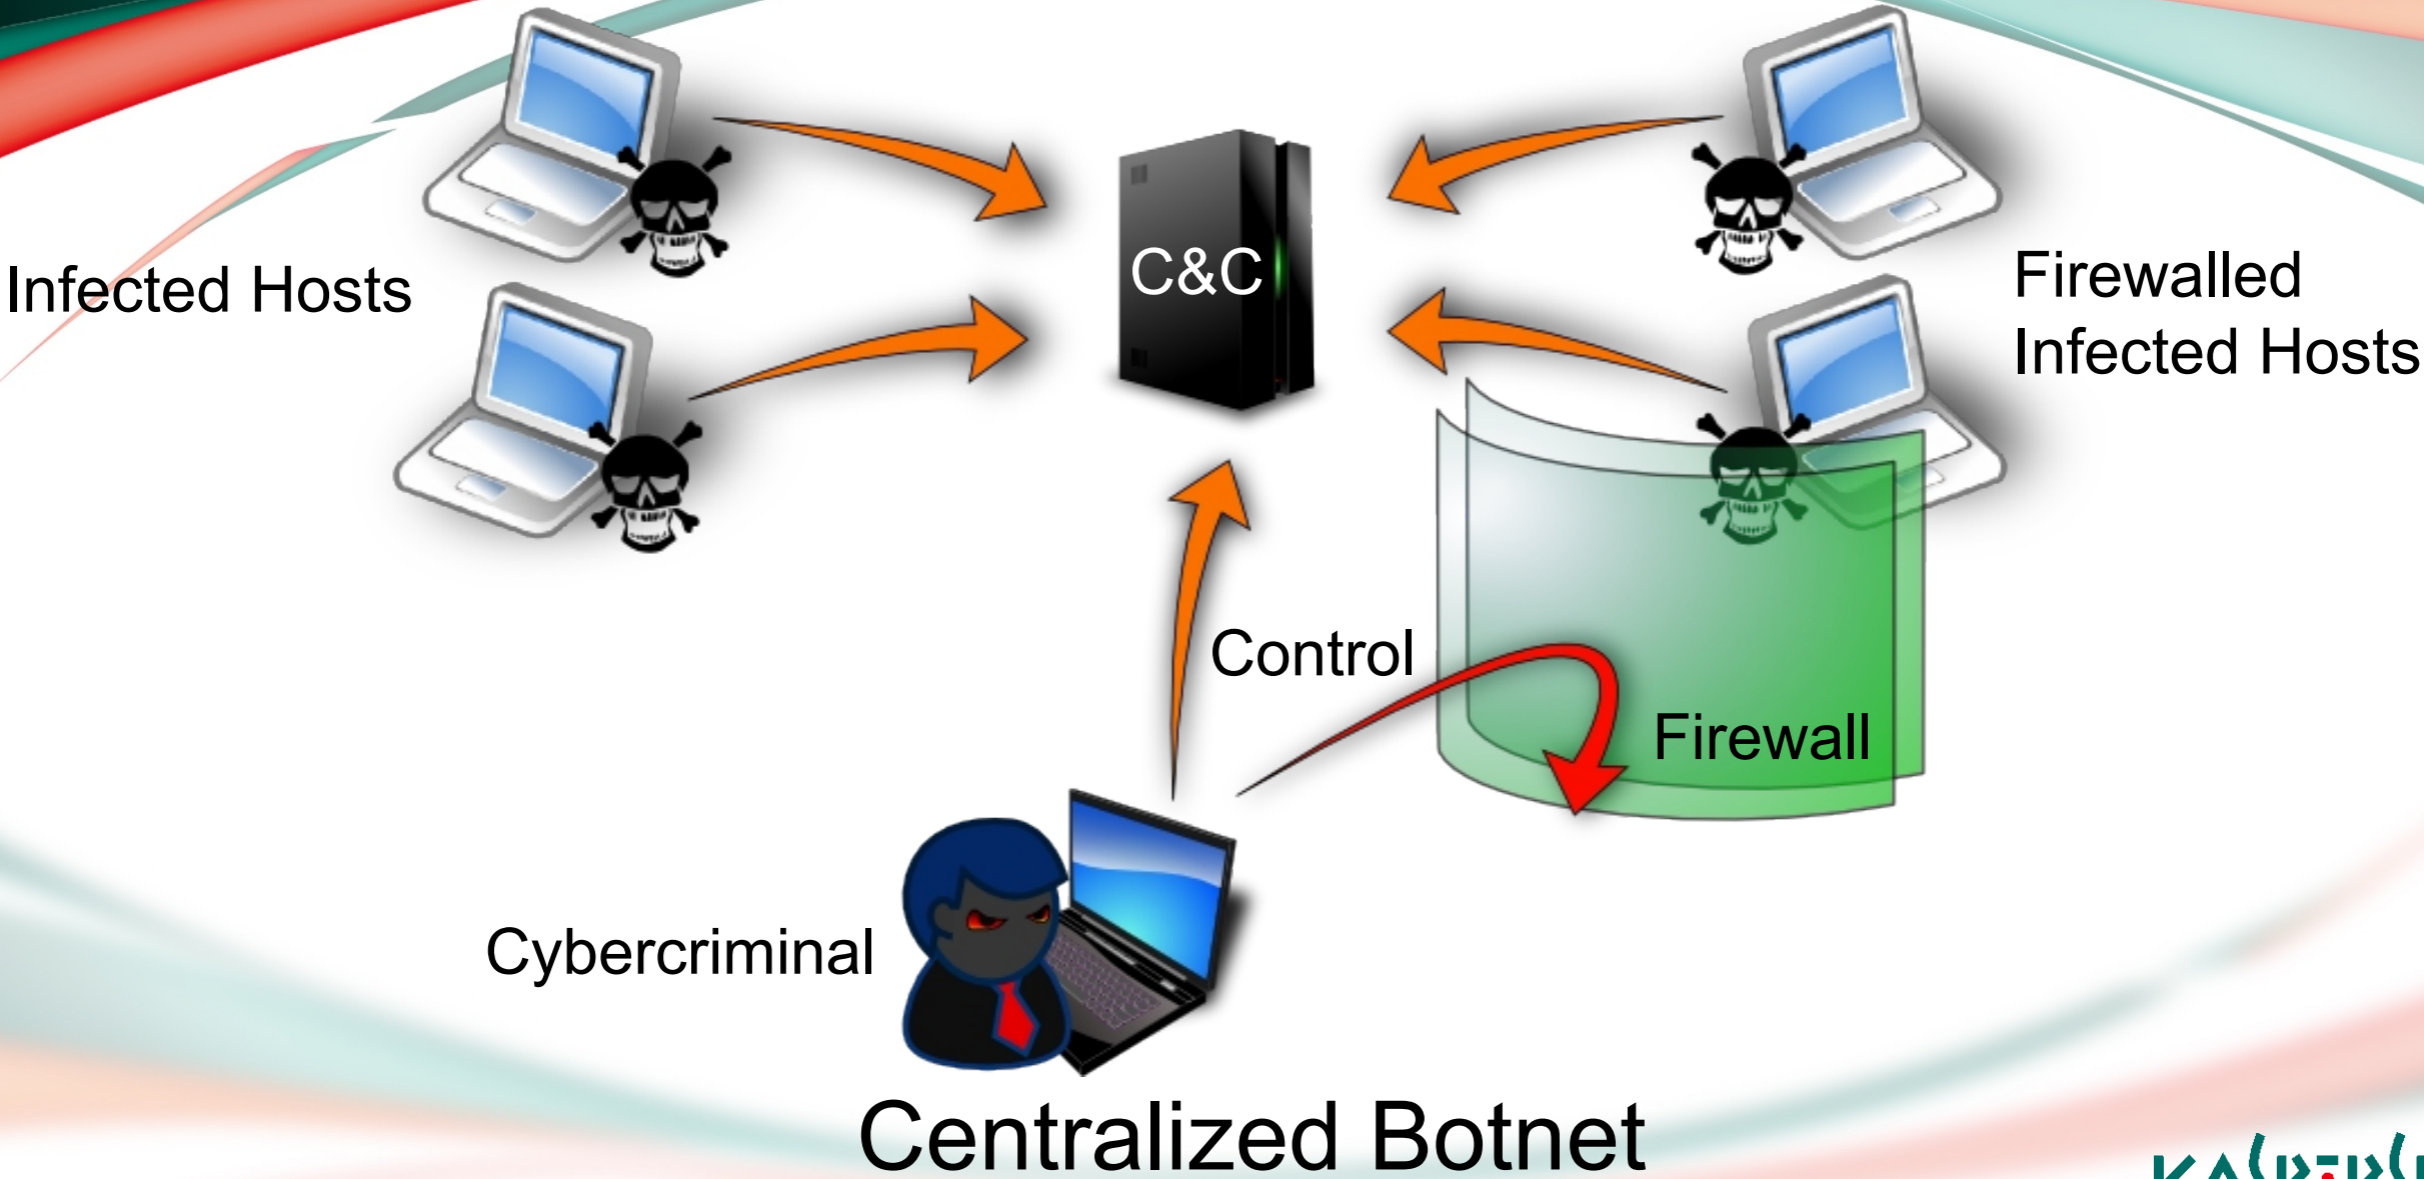 C&C
Infected Hosts
Firewalled
Infected Hosts
Control
Firewall
Cybercriminal
Centralized Botnet